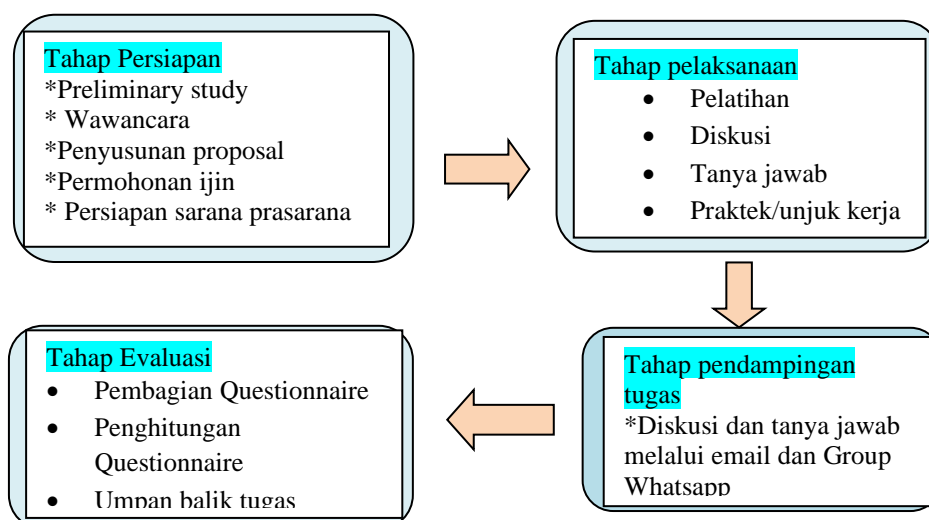 Tahap Persiapan
*Preliminary study
* Wawancara
*Penyusunan proposal
*Permohonan ijin
* Persiapan sarana prasarana
Tahap pelaksanaan
• Pelatihan
• Diskusi
• Tanya jawab
• Praktek/unjuk kerja
Tahap pendampingan
tugas
*Diskusi dan tanya jawab
melalui email dan Group
Whatsapp
Tahap Evaluasi
• Pembagian Questionnaire
• Penghitungan
Questionnaire
• Umpan balik tugas